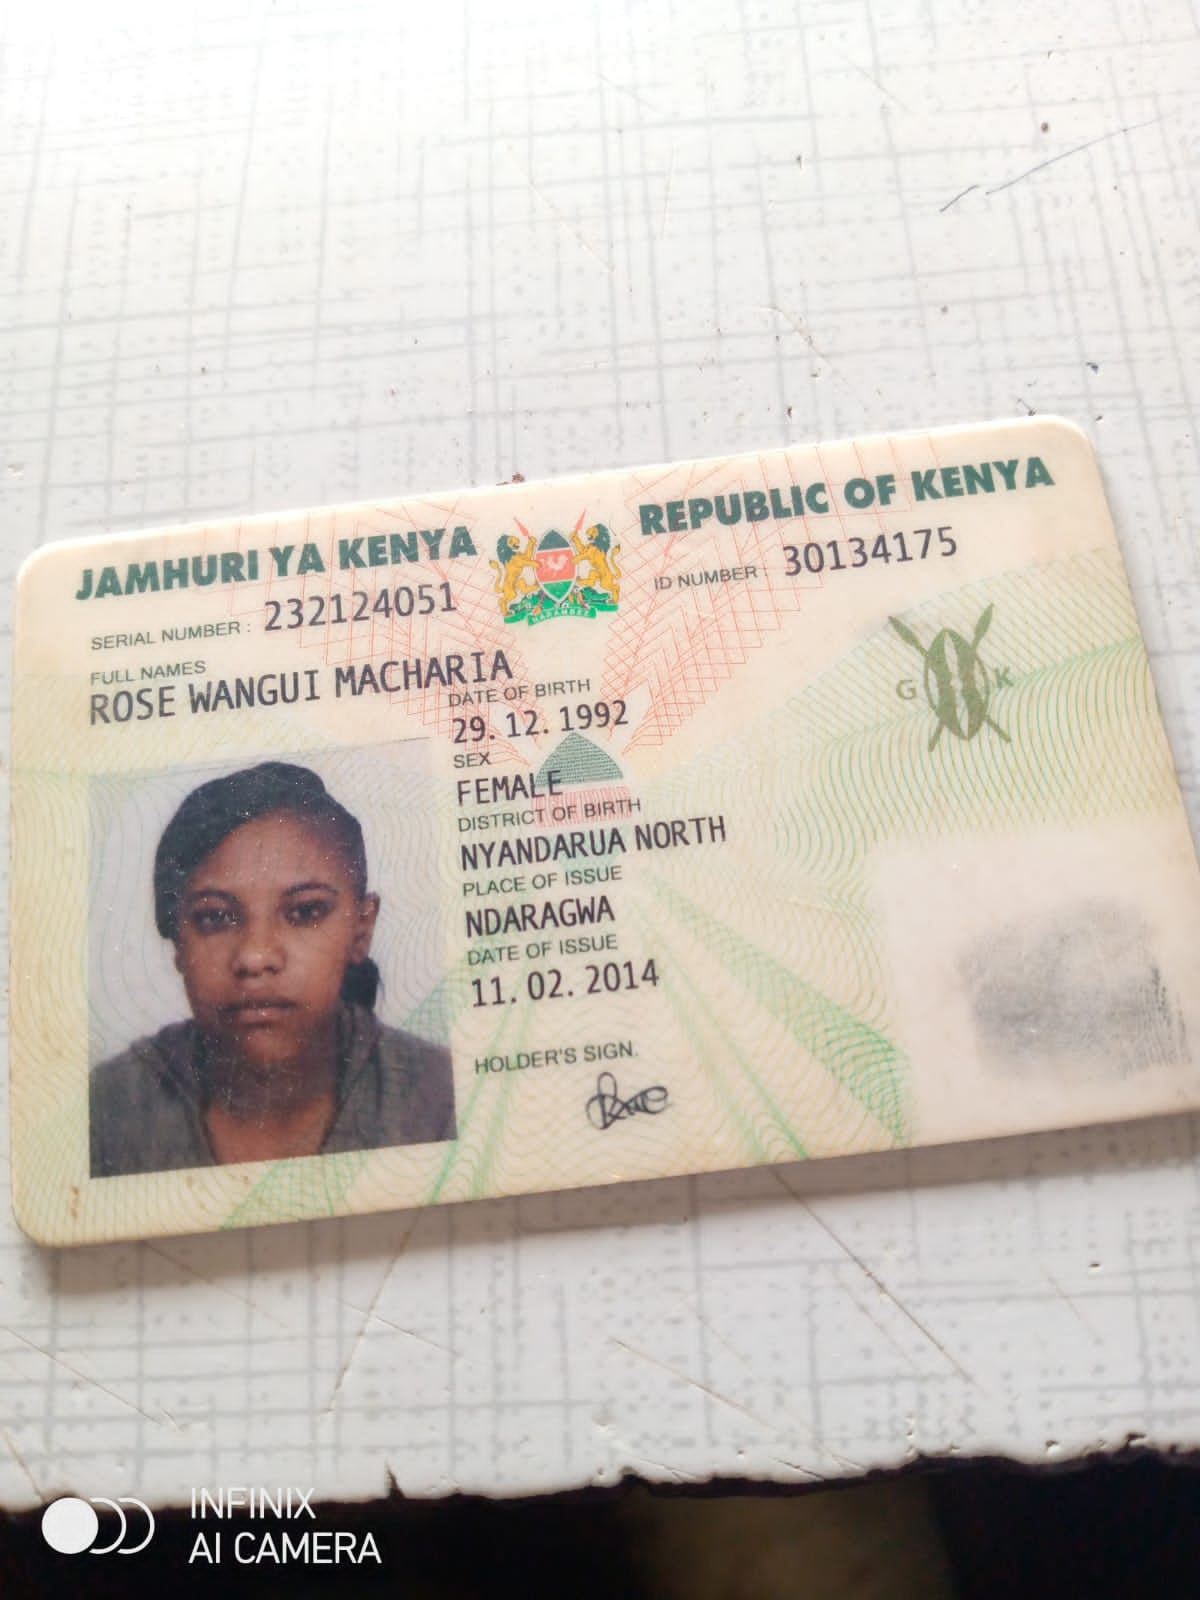 JAMHURI YA KENYA
REPUBLIC OF KENYA
SERIAL NUMBER : 232124051
ID NUMBER : 30134175
FULL NAMES
ROSE WANGUI MACHARIA
DATE OF BIRTH
29. 12. 1992
SEX
FEMALE
DISTRICT OF BIRTH
NYANDARUA NORTH
PLACE OF ISSUE
NDARAGWA
DATE OF ISSUE
11. 02. 2014
HOLDER'S SIGN.
G K
HARAMBEE
INFINIX
AI CAMERA